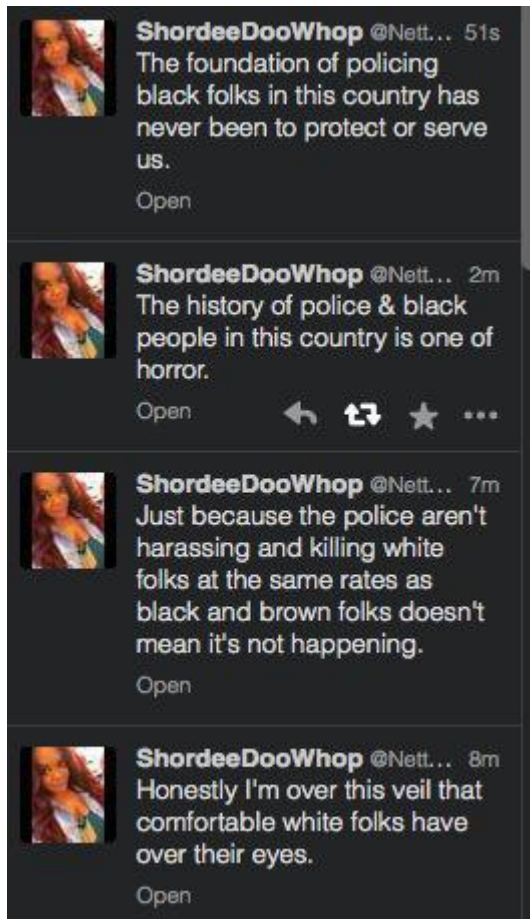 ShordeeDooWhop @Nett... 51s
The foundation of policing
black folks in this country has
never been to protect or serve
us.
Open
ShordeeDooWhop @Nett... 2m
The history of police & black
people in this country is one of
horror.
Open
ShordeeDooWhop @Nett... 7m
Just because the police aren't
harassing and killing white
folks at the same rates as
black and brown folks doesn't
mean it's not happening.
Open
ShordeeDooWhop @Nett... 8m
Honestly I'm over this veil that
comfortable white folks have
over their eyes.
Open